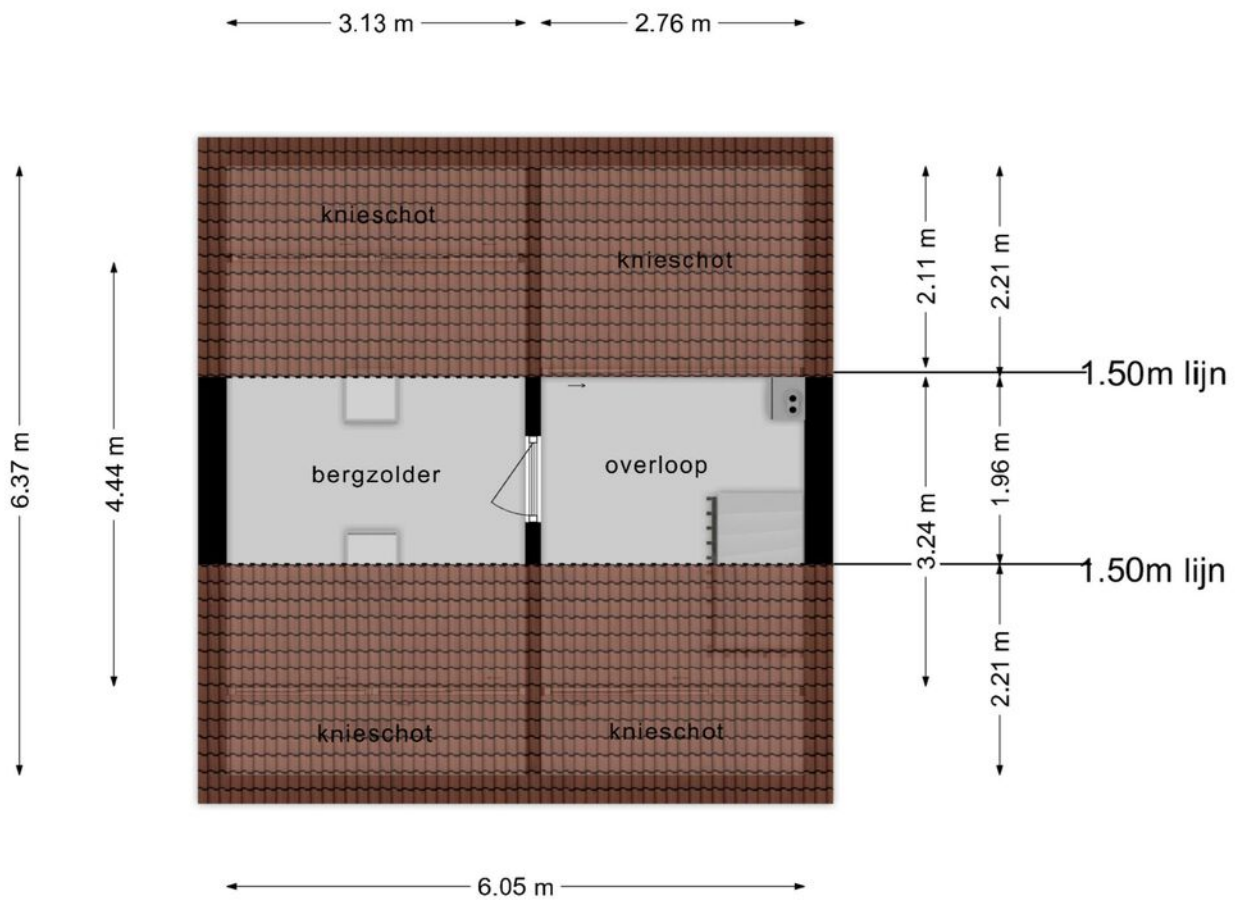 3.13 m
2.76 m
knieschot
knieschot
2.11 m
2.21 m
1.50m lijn
6.37 m
4.44 m
bergzolder
overloop
3.24 m
1.96 m
1.50m lijn
2.21 m
knieschot
knieschot
6.05 m